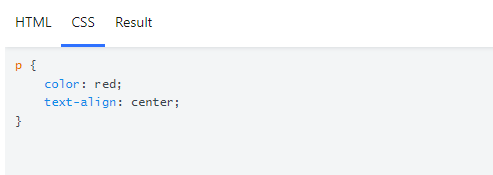 HTML CSS Result
p {
    color: red;
    text-align: center;
}